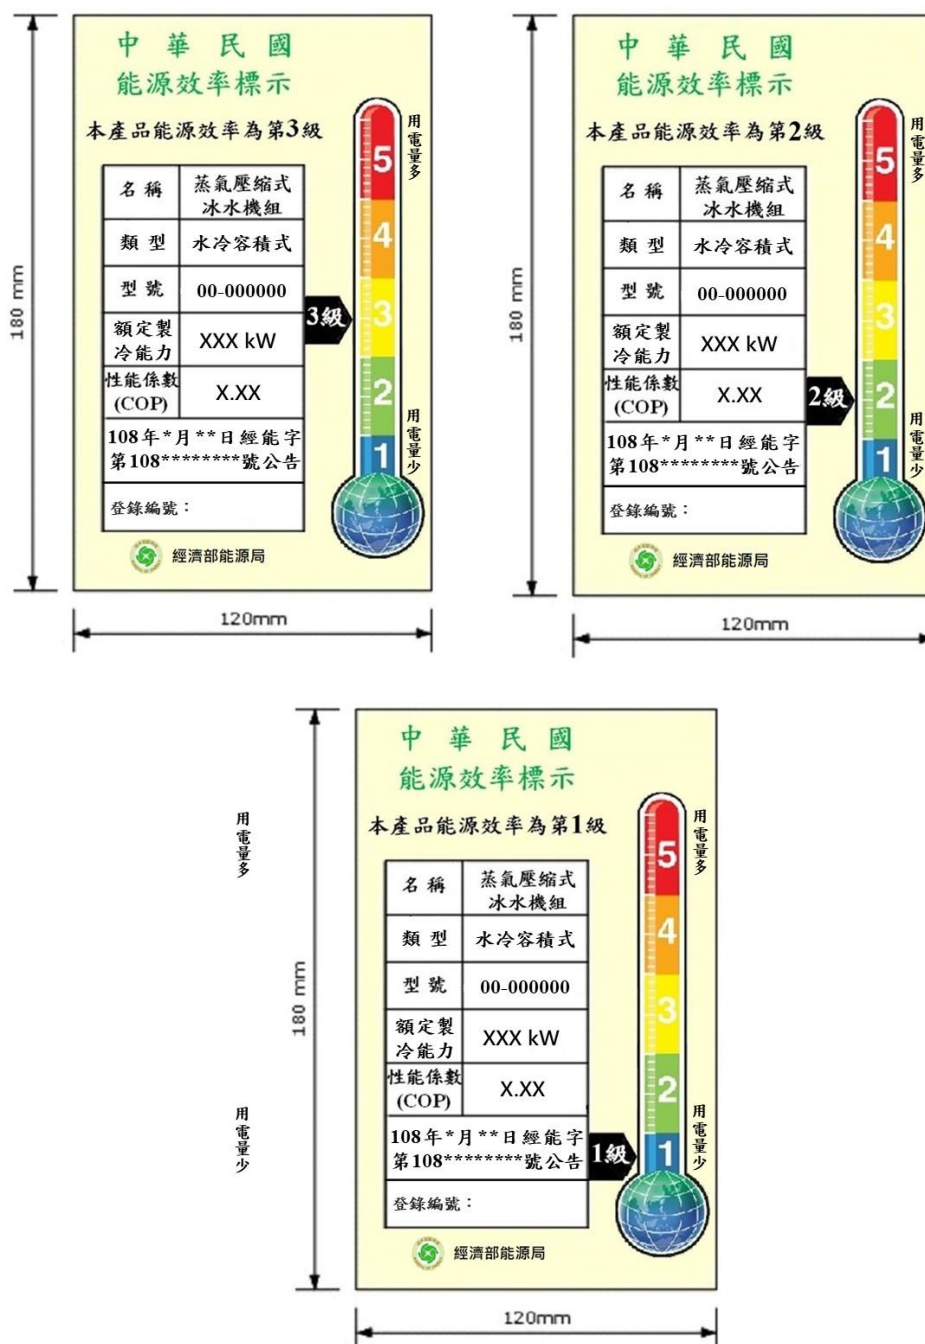 180 mm
中 華 民 國
能源效率標示
本產品能源效率為第3級
名 稱
蒸氣壓縮式
冰水機組
類 型
水冷容積式
型 號
00-000000
額定製
冷能力
XXX kW
性能係數
(COP)
X.XX
108年*月**日經能字
第108********號公告
登錄編號：
經濟部能源局
3級
5
4
3
2
1
用電量多
用電量少
120mm
180 mm
中 華 民 國
能源效率標示
本產品能源效率為第2級
名 稱
蒸氣壓縮式
冰水機組
類 型
水冷容積式
型 號
00-000000
額定製
冷能力
XXX kW
性能係數
(COP)
X.XX
108年*月**日經能字
第108********號公告
登錄編號：
經濟部能源局
2級
5
4
3
2
1
用電量多
用電量少
120mm
用電量多
用電量少
180 mm
中 華 民 國
能源效率標示
本產品能源效率為第1級
名 稱
蒸氣壓縮式
冰水機組
類 型
水冷容積式
型 號
00-000000
額定製
冷能力
XXX kW
性能係數
(COP)
X.XX
108年*月**日經能字
第108********號公告
登錄編號：
經濟部能源局
1級
5
4
3
2
1
用電量多
用電量少
120mm